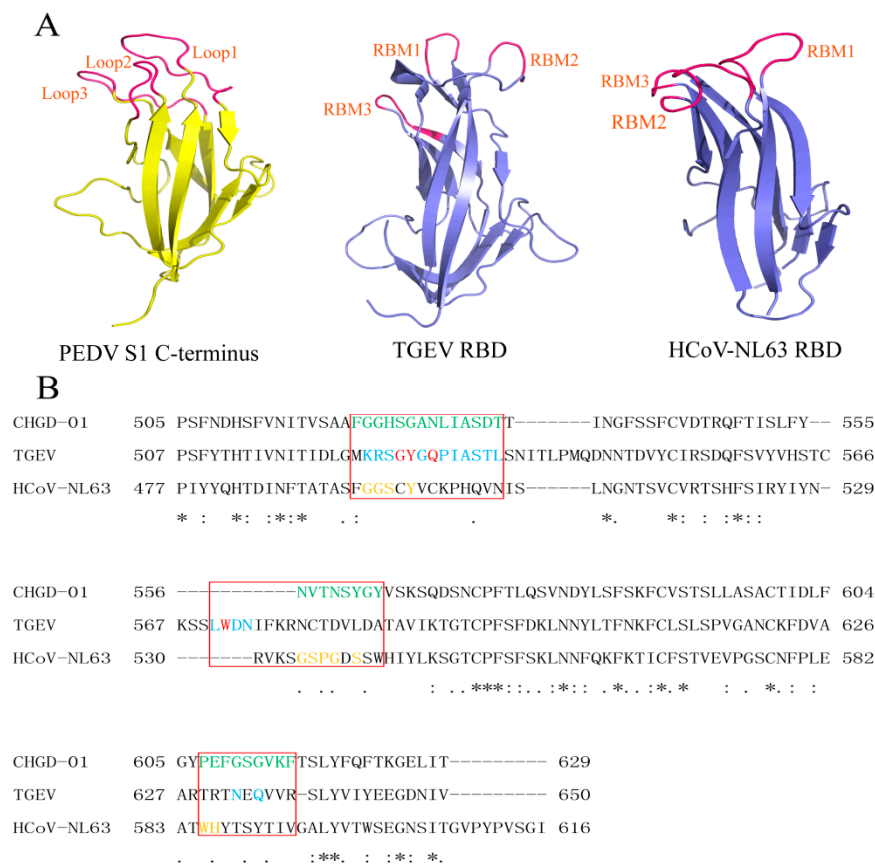 A
Loop1
Loop2
Loop3
RBM1
RBM2
RBM3
RBM1
RBM3
RBM2
PEDV S1 C-terminus
TGEV RBD
HCoV-NL63 RBD
B
CHGD-01 505 PSFNDHSFVNITVSAAFGGHSGANLIASDTT-------INGFSSFCVDTRQFTISLFY-- 555
TGEV 507 PSFYTHTIVNITIDLGMKRSGYGQPIASTLSNITLPMQDNNTDVYCIRSDQFSVYVHSTC 566
HCoV-NL63 477 PIYYQHTDINFTATASFGGSCYVCKPHQVNIS------LNGNTSVCVRTSHFSIRYIYN- 529
* : :* :*:* .: . *. *: : :*::
CHGD-01 556 -----------NVTNSYGYVSKSQDSNCPFTLQSVNDYLSFSKFCVSTSLLASACTIDLF 604
TGEV 567 KSSLWDNIFKRNCTDVLDATAVIKTGTCPFSFDKLNNYLTFNKFCLSLSPVGANCKFDVA 626
HCoV-NL63 530 -------RVKSGSPGDSSWHIYLKSGTCPFSFSKLNNFQKFKTICFSTVEVPGSCNFPLE 582
. . . : ..***::.:*:: .* .:*.* . .* : :
CHGD-01 605 GYPEFGSGVKFTSLYFQFTKGELIT--------- 629
TGEV 627 ARTRTNEQVVR-SLYVIYEEGDNIV--------- 650
HCoV-NL63 583 ATWHYTSYTIVGALYVTWSEGNSITGVPYPVSGI 616
. . . . :**. : :*: *.